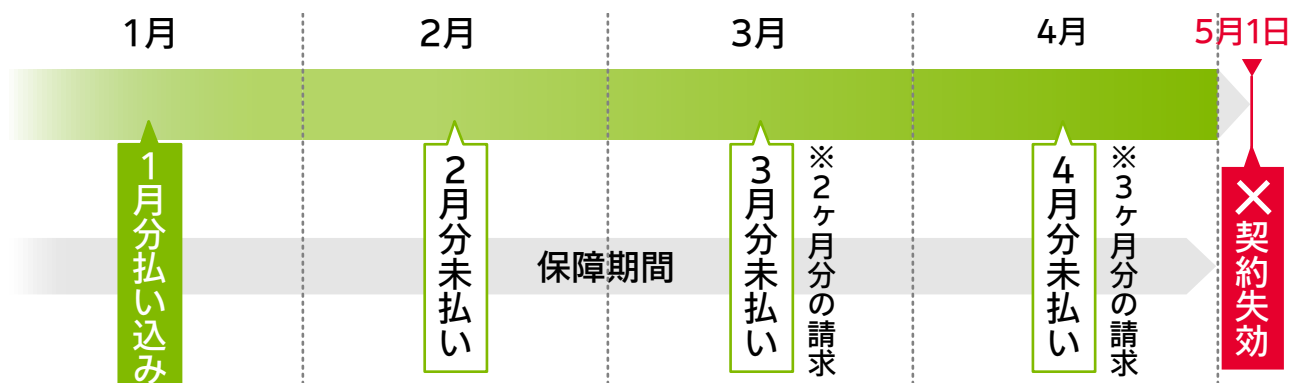 1月
2月
3月
4月
5月1日
1月分払い込み
2月分未払い
3月分未払い
※2ヶ月分の請求
4月分未払い
※3ヶ月分の請求
×契約失効
保障期間